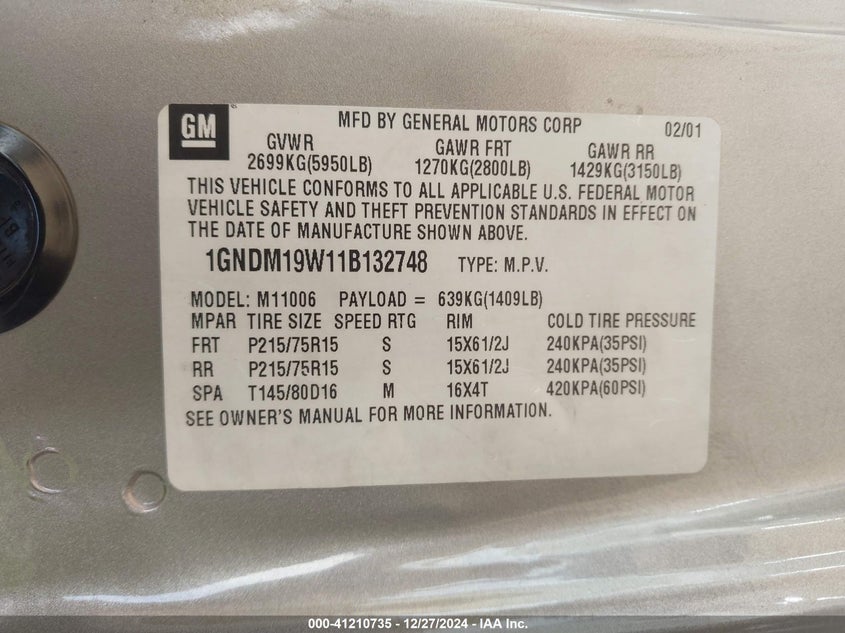 GM
MFD BY GENERAL MOTORS CORP 02/01
GVWR GAWR FRT GAWR RR
2699KG(5950LB) 1270KG(2800LB) 1429KG(3150LB)
THIS VEHICLE CONFORMS TO ALL APPLICABLE U.S. FEDERAL MOTOR
VEHICLE SAFETY AND THEFT PREVENTION STANDARDS IN EFFECT ON
THE DATE OF MANUFACTURE SHOWN ABOVE.
1GNDM19W11B132748 TYPE: M.P.V.
MODEL: M11006 PAYLOAD = 639KG(1409LB)
MPAR TIRE SIZE SPEED RTG RIM COLD TIRE PRESSURE
FRT P215/75R15 S 15X61/2J 240KPA(35PSI)
RR P215/75R15 S 15X61/2J 240KPA(35PSI)
SPA T145/80D16 M 16X4T 420KPA(60PSI)
SEE OWNER'S MANUAL FOR MORE INFORMATION.
000-41210735 - 12/27/2024 - IAA Inc.